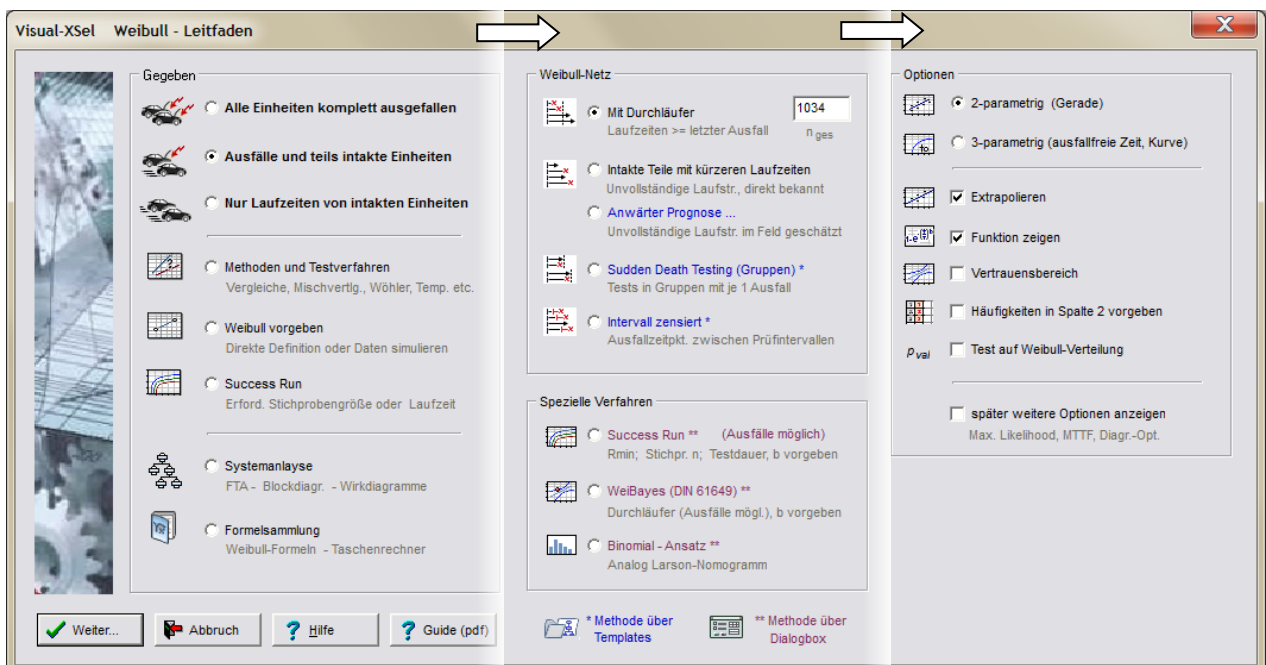 Visual-XSel Weibull - Leitfaden
Gegeben
Alle Einheiten komplett ausgefallen
Ausfälle und teils intakte Einheiten
Nur Laufzeiten von intakten Einheiten
Methoden und Testverfahren
Vergleiche, Mischvertlg., Wöhler, Temp. etc.
Weibull vorgeben
Direkte Definition oder Daten simulieren
Success Run
Erford. Stichprobengröße oder Laufzeit
Systemanlayse
FTA - Blockdiagr. - Wirkdiagramme
Formelsammlung
Weibull-Formeln - Taschenrechner
Weiter...
Abbruch
Hilfe
Guide (pdf)
Weibull-Netz
Mit Durchläufer 1034
Laufzeiten >= letzter Ausfall n ges
Intakte Teile mit kürzeren Laufzeiten
Unvollständige Laufstr., direkt bekannt
Anwärter Prognose ...
Unvollständige Laufstr. im Feld geschätzt
Sudden Death Testing (Gruppen) *
Tests in Gruppen mit je 1 Ausfall
Intervall zensiert *
Ausfallzeitpkt. zwischen Prüfintervallen
Spezielle Verfahren
Success Run ** (Ausfälle möglich)
Rmin; Stichpr. n; Testdauer, b vorgeben
WeiBayes (DIN 61649) **
Durchläufer (Ausfälle mögl.), b vorgeben
Binomial - Ansatz **
Analog Larson-Nomogramm
* Methode über
Templates
** Methode über
Dialogbox
Optionen
2-parametrig (Gerade)
3-parametrig (ausfallfreie Zeit, Kurve)
Extrapolieren
Funktion zeigen
Vertrauensbereich
Häufigkeiten in Spalte 2 vorgeben
p val Test auf Weibull-Verteilung
später weitere Optionen anzeigen
Max. Likelihood, MTTF, Diagr.-Opt.